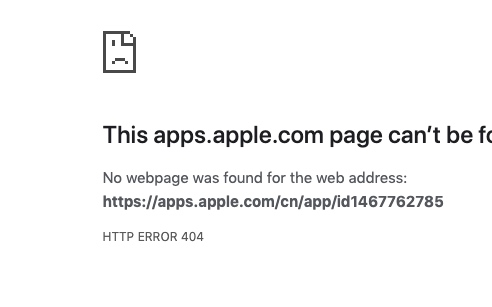 This apps.apple.com page can’t be
No webpage was found for the web address:
https://apps.apple.com/cn/app/id1467762785
HTTP ERROR 404